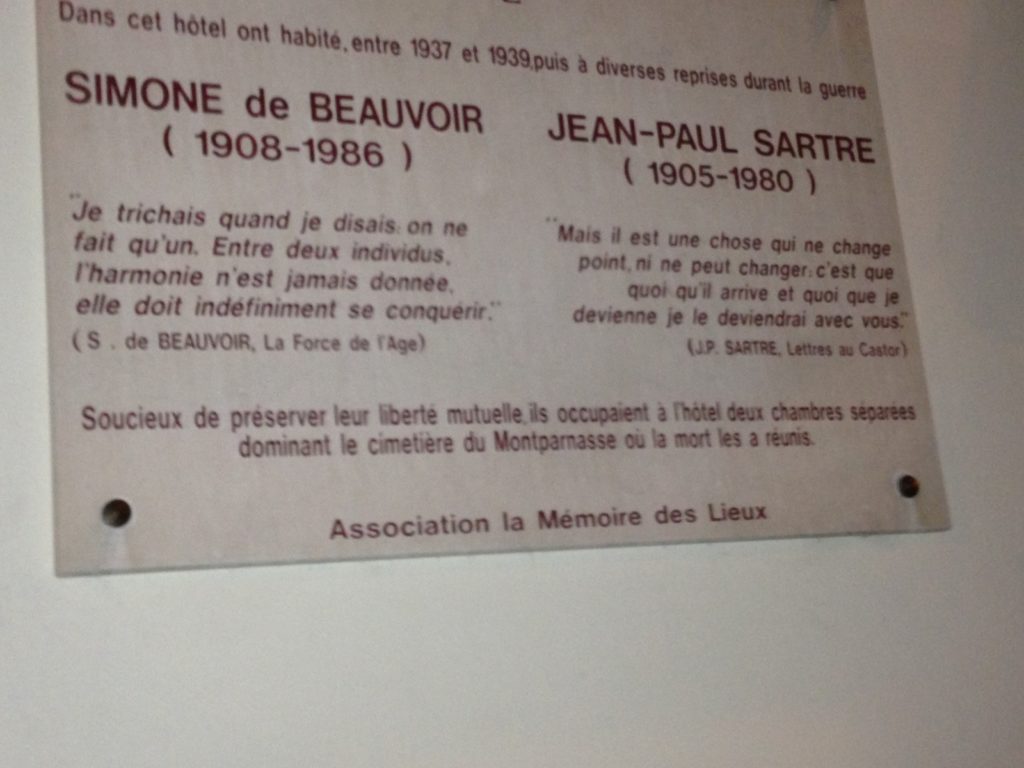 Dans cet hôtel ont habité, entre 1937 et 1939, puis à diverses reprises durant la guerre
SIMONE de BEAUVOIR
( 1908-1986 )
"Je trichais quand je disais: on ne
fait qu'un. Entre deux individus,
l'harmonie n'est jamais donnée,
elle doit indéfiniment se conquérir."
( S . de BEAUVOIR, La Force de l'Age)
JEAN-PAUL SARTRE
( 1905-1980 )
"Mais il est une chose qui ne change
point, ni ne peut changer: c'est que
quoi qu'il arrive et quoi que je
devienne je le deviendrai avec vous."
(J.P. SARTRE, Lettres au Castor)
Soucieux de préserver leur liberté mutuelle, ils occupaient à l'hôtel deux chambres séparées
dominant le cimetière du Montparnasse où la mort les a réunis.
Association la Mémoire des Lieux